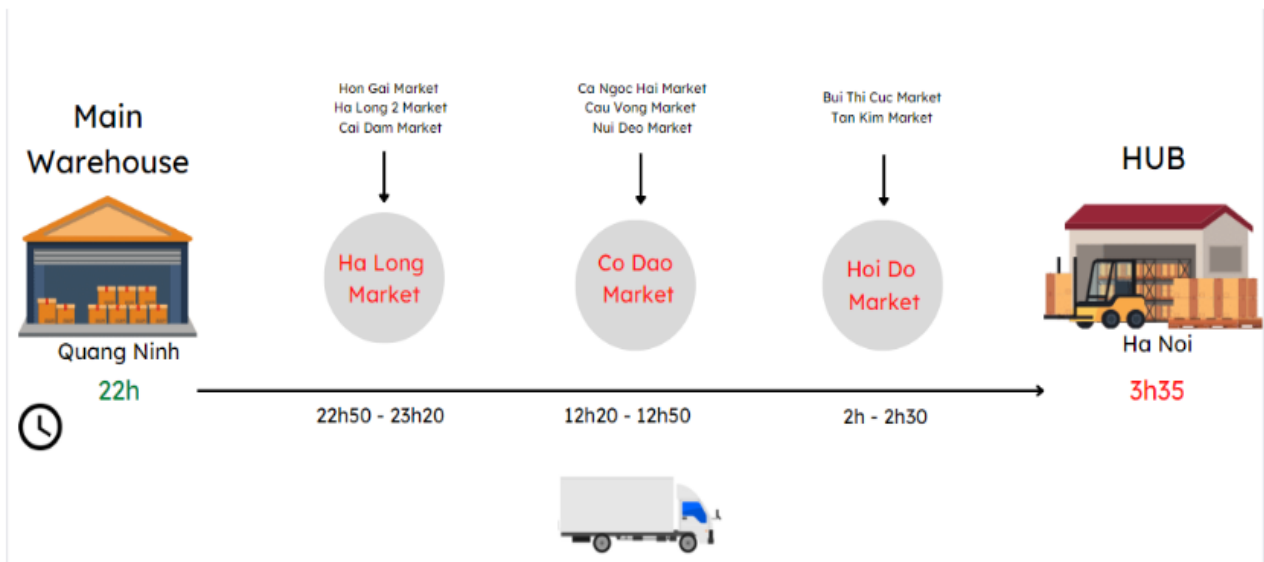 Main
Warehouse
Quang Ninh
22h
Hon Gai Market
Ha Long 2 Market
Cai Dam Market
Ha Long
Market
22h50 - 23h20
Ca Ngoc Hai Market
Cau Vong Market
Nui Deo Market
Co Dao
Market
12h20 - 12h50
Bui Thi Cuc Market
Tan Kim Market
Hoi Do
Market
2h - 2h30
HUB
Ha Noi
3h35